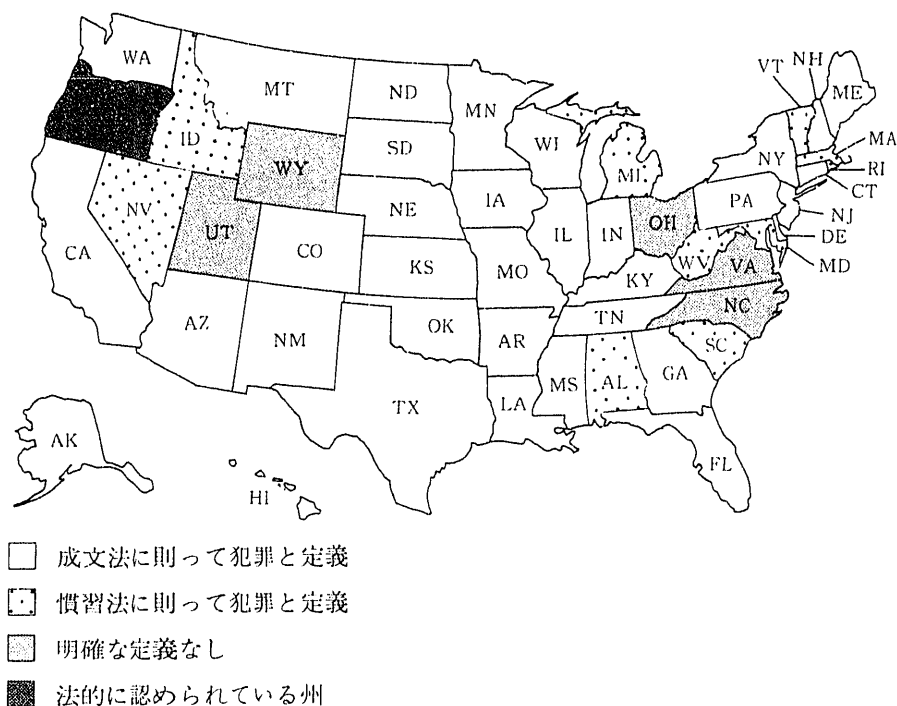 WA
MT
ND
MN
VT NH
ME
ID
WY
SD
WI
MI
NY
MA
RI
CT
NV
UT
NE
IA
IL
IN
OH
PA
NJ
DE
MD
CA
CO
KS
MO
KY
WV
VA
NC
AZ
NM
OK
AR
TN
SC
MS
AL
GA
TX
LA
FL
AK
HI
成文法に則って犯罪と定義
慣習法に則って犯罪と定義
明確な定義なし
法的に認められている州